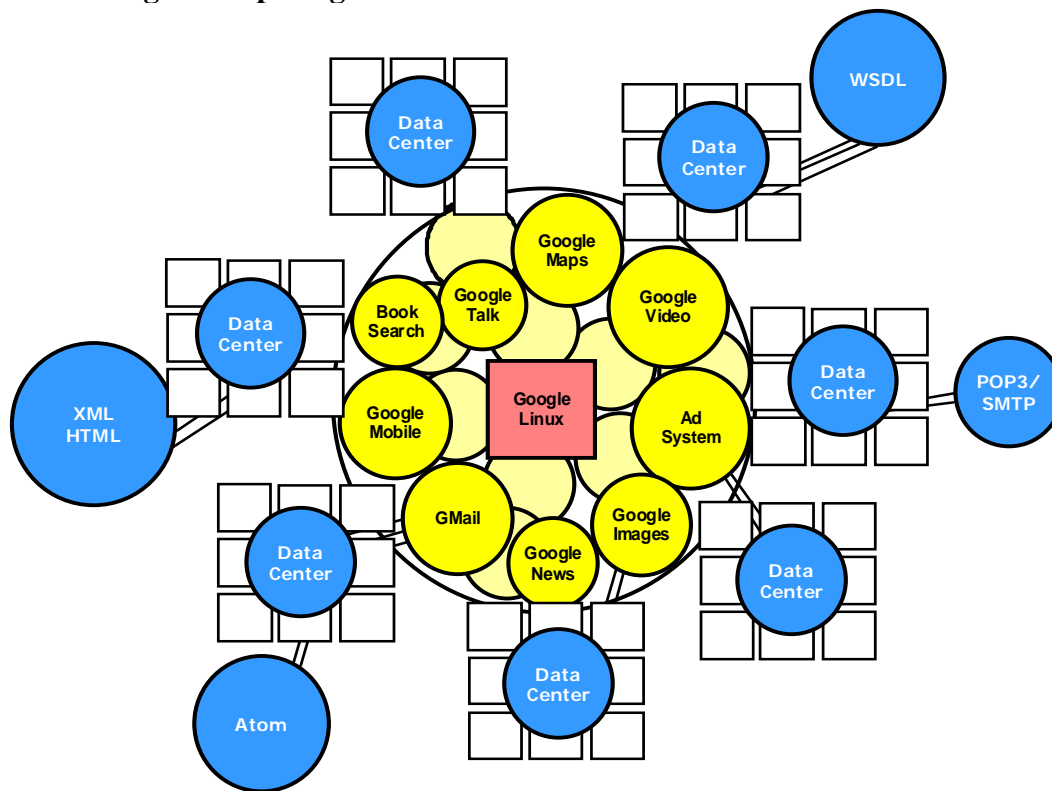 WSDL
Data
Center
Data
Center
Google
Maps
Data
Center
Google
Video
Google
Talk
Book
Search
Data
Center
POP3/
SMTP
XML
HTML
Google
Mobile
Google
Linux
Ad
System
GMail
Google
Images
Data
Center
Google
News
Data
Center
Data
Center
Atom